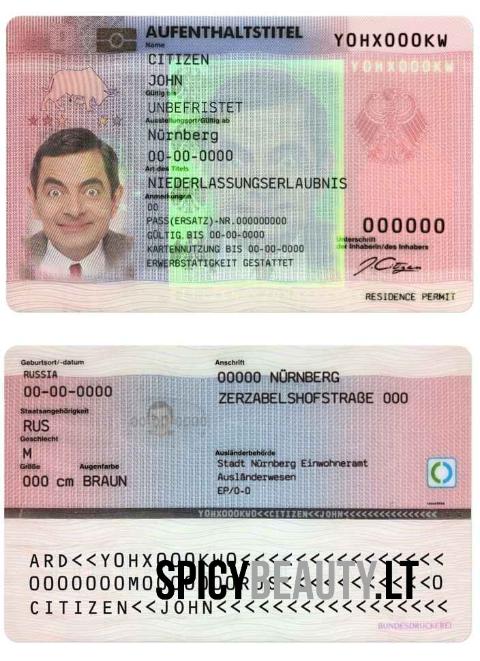 AUFENTHALTSTITEL
YOHX000KW
Name
CITIZEN
YOHX000KW
JOHN
Gültig bis
UNBEFRISTET
Ausstellungsort/Gültig ab
Nürnberg
00-00-0000
Art des Titels
NIEDERLASSUNGSERLAUBNIS
Anmerkungen
00
PASS(ERSATZ)-NR.000000000
GÜLTIG BIS 00-00-0000
KARTENNUTZUNG BIS 00-00-0000
ERWERBSTÄTIGKEIT GESTATTET
000000
Unterschrift
der Inhaberin/des Inhabers
J.Citizen
RESIDENCE PERMIT
Geburtsort/-datum
RUSSIA
00-00-0000
Staatsangehörigkeit
RUS
Geschlecht
M
Größe Augenfarbe
000 cm BRAUN
Anschrift
00000 NÜRNBERG
ZERZABELSHOFSTRAßE 000
Ausländerbehörde
Stadt Nürnberg Einwohneramt
Ausländerwesen
EP/0-0
YOHX000KW0<<CITIZEN<<JOHN<<<<<<<<<<<<<
ARD<<YOHX000KW0<<<<<<<<<<<<<<<
SPICYBEAUTY.LT
CITIZEN<<JOHN<<<<<<<<<<<<<<<<<
BUNDESDRUCKEREI